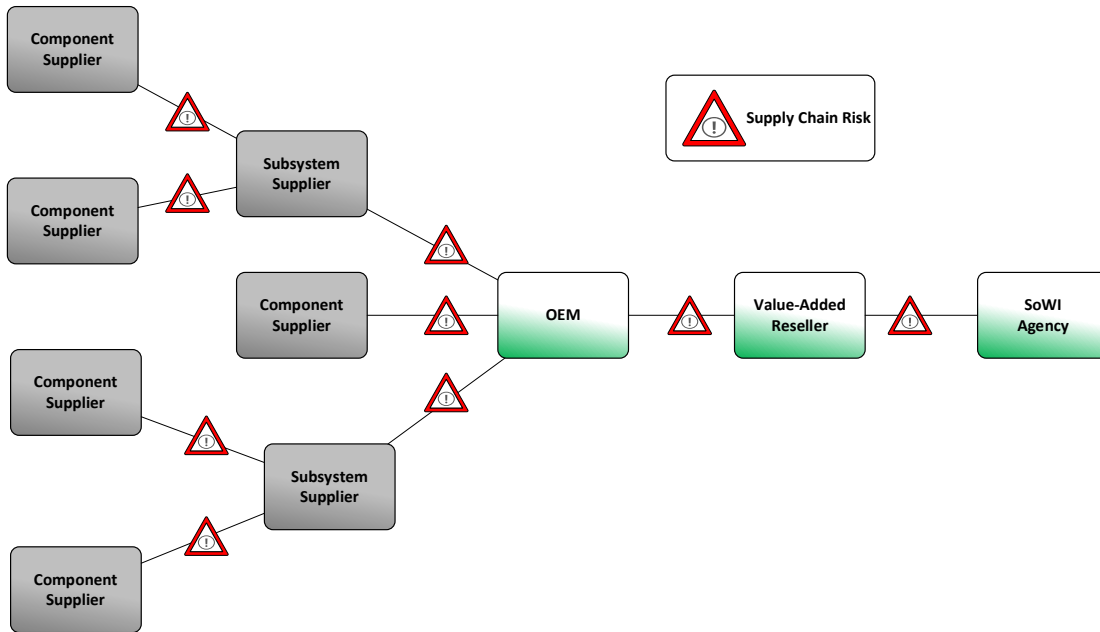 Component
Supplier
Supply Chain Risk
Subsystem
Supplier
Component
Supplier
Component
Supplier
OEM
Value-Added
Reseller
SoWI
Agency
Component
Supplier
Subsystem
Supplier
Component
Supplier
!
!
!
!
!
!
!
!
!
!